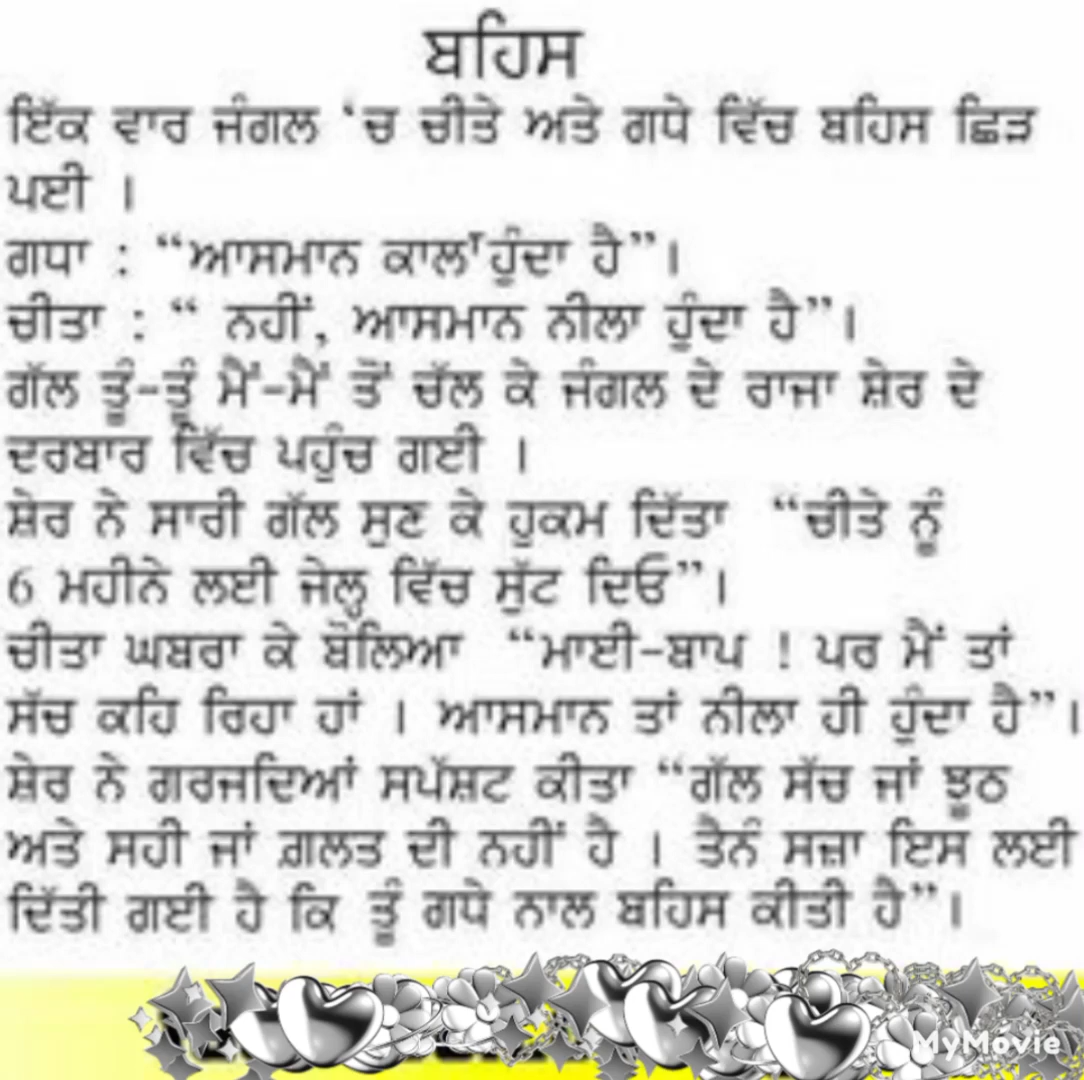 ਬਹਿਸ
ਇੱਕ ਵਾਰ ਜੰਗਲ 'ਚ ਚੀਤੇ ਅਤੇ ਗਧੇ ਵਿੱਚ ਬਹਿਸ ਛਿੜ
ਪਈ ।
ਗਧਾ : “ਆਸਮਾਨ ਕਾਲਾ ਹੁੰਦਾ ਹੈ”।
ਚੀਤਾ : “ ਨਹੀਂ, ਆਸਮਾਨ ਨੀਲਾ ਹੁੰਦਾ ਹੈ”।
ਗੱਲ ਤੂੰ-ਤੂੰ ਮੈਂ-ਮੈਂ ਤੋਂ ਚੱਲ ਕੇ ਜੰਗਲ ਦੇ ਰਾਜਾ ਸ਼ੇਰ ਦੇ
ਦਰਬਾਰ ਵਿੱਚ ਪਹੁੰਚ ਗਈ ।
ਸ਼ੇਰ ਨੇ ਸਾਰੀ ਗੱਲ ਸੁਣ ਕੇ ਹੁਕਮ ਦਿੱਤਾ “ਚੀਤੇ ਨੂੰ
6 ਮਹੀਨੇ ਲਈ ਜੇਲ੍ਹ ਵਿੱਚ ਸੁੱਟ ਦਿਓ”।
ਚੀਤਾ ਘਬਰਾ ਕੇ ਬੋਲਿਆ “ਮਾਈ-ਬਾਪ ! ਪਰ ਮੈਂ ਤਾਂ
ਸੱਚ ਕਹਿ ਰਿਹਾ ਹਾਂ । ਆਸਮਾਨ ਤਾਂ ਨੀਲਾ ਹੀ ਹੁੰਦਾ ਹੈ”।
ਸ਼ੇਰ ਨੇ ਗਰਜਦਿਆਂ ਸਪੱਸ਼ਟ ਕੀਤਾ “ਗੱਲ ਸੱਚ ਜਾਂ ਝੂਠ
ਅਤੇ ਸਹੀ ਜਾਂ ਗ਼ਲਤ ਦੀ ਨਹੀਂ ਹੈ । ਤੈਨੰ ਸਜ਼ਾ ਇਸ ਲਈ
ਦਿੱਤੀ ਗਈ ਹੈ ਕਿ ਤੂੰ ਗਧੇ ਨਾਲ ਬਹਿਸ ਕੀਤੀ ਹੈ”।
MyMovie